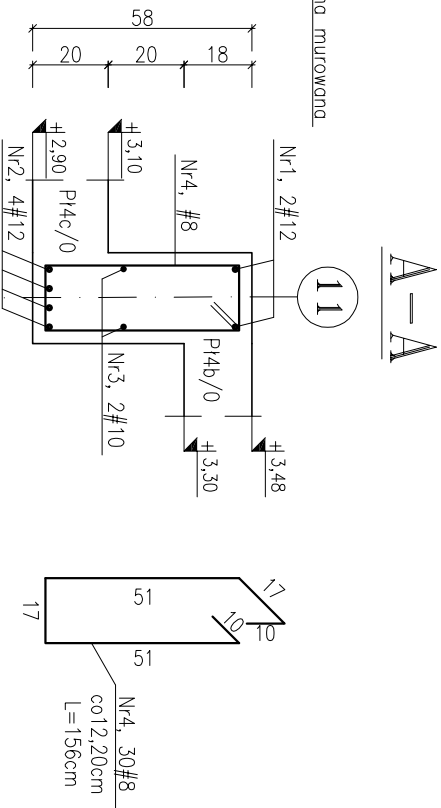 na murowana
A – A
11
58
20
20
18
+3,10
+2,90
Nr4, #8
Nr1, 2#12
Pł4c/0
Nr2, 4#12
Pł4b/0
Nr3, 2#10
+3,48
+3,30
17
10
10
51
51
17
Nr4, 30#8
co12,20cm
L=156cm